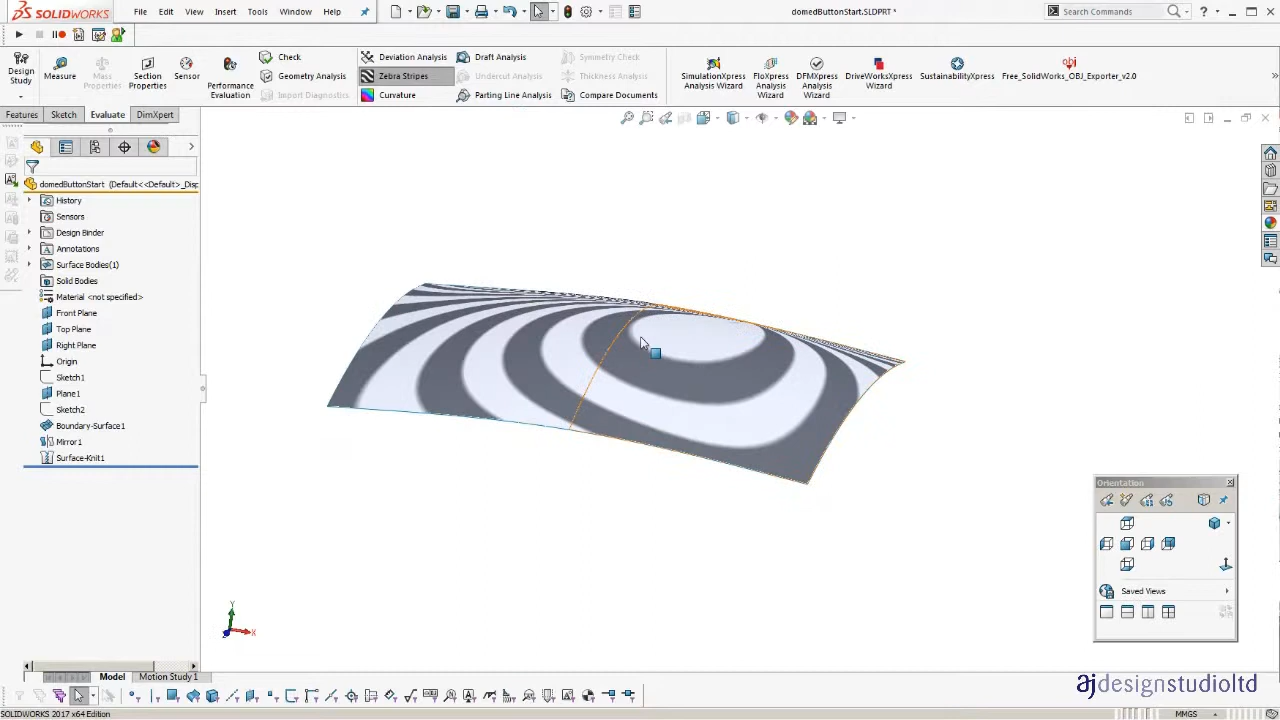 SOLIDWORKS File Edit View Insert Tools Window Help domedButtonStart.SLDPRT * Search Commands
Design Study
Measure
Mass Properties
Section Properties
Sensor
Performance Evaluation
Check
Geometry Analysis
Import Diagnostics
Deviation Analysis
Zebra Stripes
Curvature
Draft Analysis
Undercut Analysis
Parting Line Analysis
Symmetry Check
Thickness Analysis
Compare Documents
SimulationXpress Analysis Wizard
FloXpress Analysis Wizard
DFMXpress Analysis Wizard
DriveWorksXpress Wizard
SustainabilityXpress
Free_SolidWorks_OBJ_Exporter_v2.0
Features Sketch Evaluate DimXpert
domedButtonStart (Default<<Default>_Disp
History
Sensors
Design Binder
Annotations
Surface Bodies(1)
Solid Bodies
Material <not specified>
Front Plane
Top Plane
Right Plane
Origin
Sketch1
Plane1
Sketch2
Boundary-Surface1
Mirror1
Surface-Knit1
Orientation
Saved Views
Y
X
Z
Model Motion Study 1
ajdesignstudioltd
SOLIDWORKS 2017 x64 Edition MMGS